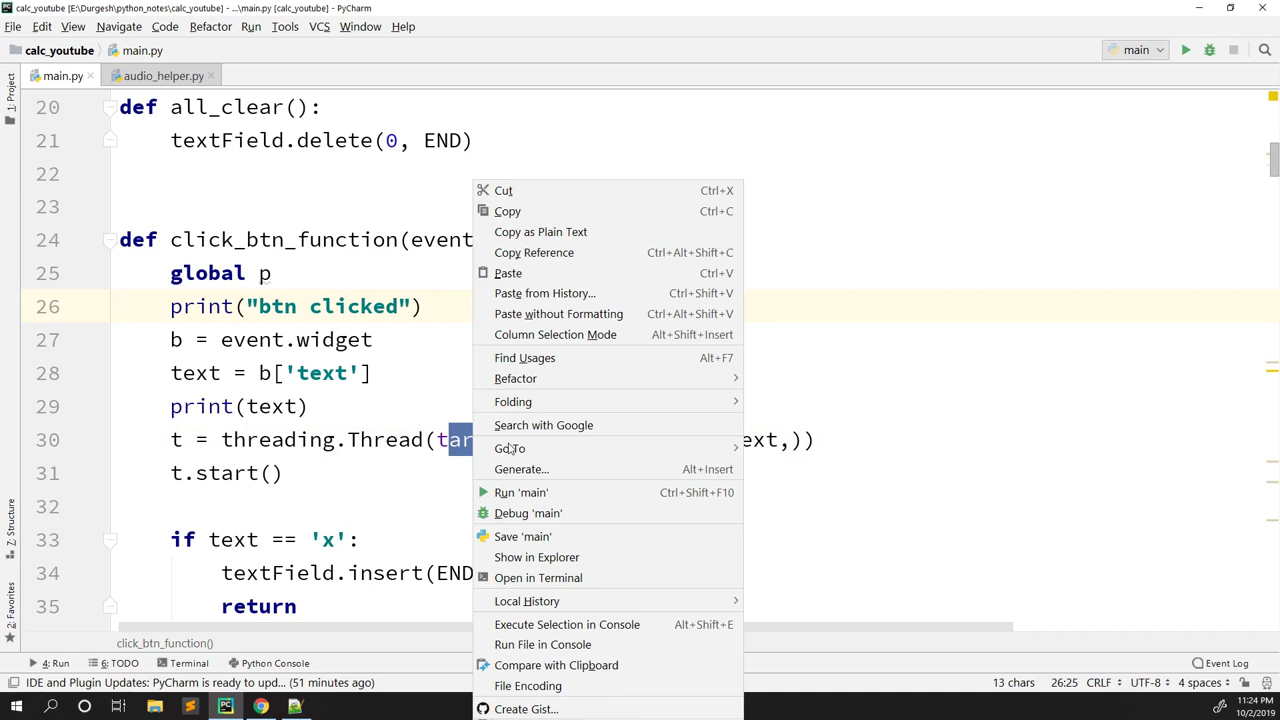 calc_youtube [E:\Durgesh\python_notes\calc_youtube] - ...\main.py [calc_youtube] - PyCharm
File Edit View Navigate Code Refactor Run Tools VCS Window Help
calc_youtube main.py main
main.py audio_helper.py
1: Project
20 def all_clear():
21 textField.delete(0, END)
22
23
24 def click_btn_function(event
25 global p
26 print("btn clicked")
27 b = event.widget
28 text = b['text']
29 print(text)
30 t = threading.Thread(tar ext,))
31 t.start()
32
33 if text == 'x':
34 textField.insert(END
35 return
Cut Ctrl+X
Copy Ctrl+C
Copy as Plain Text
Copy Reference Ctrl+Alt+Shift+C
Paste Ctrl+V
Paste from History... Ctrl+Shift+V
Paste without Formatting Ctrl+Alt+Shift+V
Column Selection Mode Alt+Shift+Insert
Find Usages Alt+F7
Refactor
Folding
Search with Google
Go To
Generate... Alt+Insert
Run 'main' Ctrl+Shift+F10
Debug 'main'
Save 'main'
Show in Explorer
Open in Terminal
Local History
Execute Selection in Console Alt+Shift+E
Run File in Console
Compare with Clipboard
File Encoding
Create Gist...
7: Structure
2: Favorites
click_btn_function()
4: Run 6: TODO Terminal Python Console Event Log
IDE and Plugin Updates: PyCharm is ready to upd... (51 minutes ago) 13 chars 26:25 CRLF UTF-8 4 spaces
PC
11:24 PM
10/2/2019